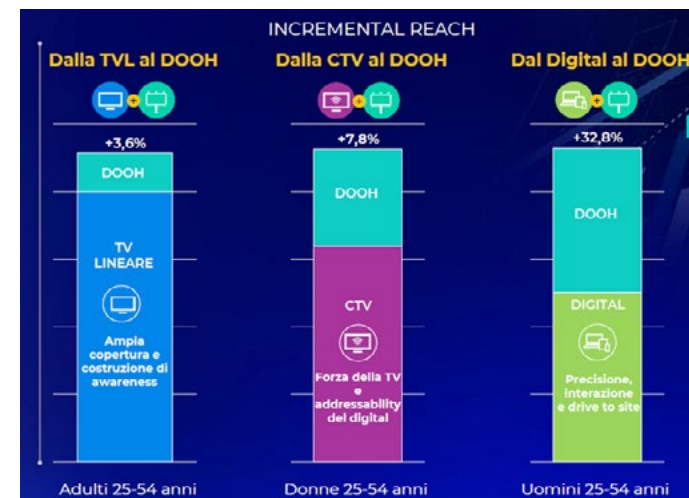 INCREMENTAL REACH
Dalla TVL al DOOH
Dalla CTV al DOOH
Dal Digital al DOOH
+3,6%
+7,8%
+32,8%
DOOH
DOOH
DOOH
TV
LINEARE
Ampia
copertura e
costruzione di
awareness
CTV
Forza della TV
e
addressability
del digital
DIGITAL
Precisione,
interazione
e drive to site
Adulti 25-54 anni
Donne 25-54 anni
Uomini 25-54 anni